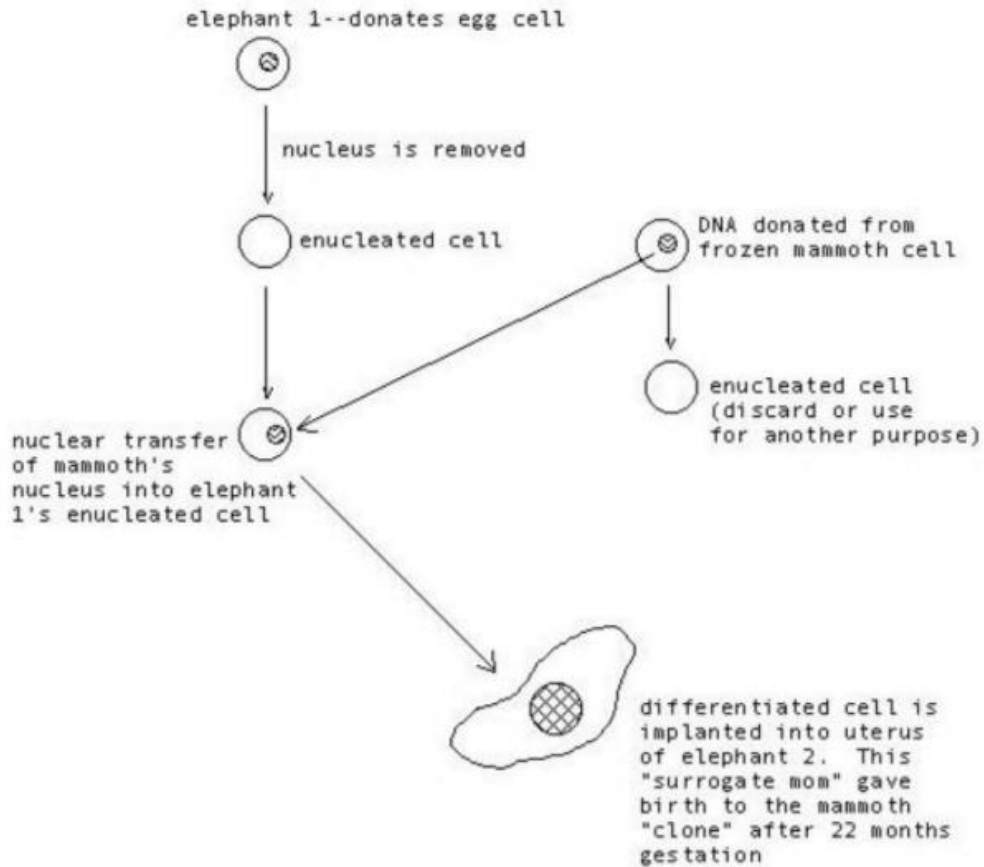 elephant 1--donates egg cell
nucleus is removed
enucleated cell
DNA donated from
frozen mammoth cell
enucleated cell
(discard or use
for another purpose)
nuclear transfer
of mammoth's
nucleus into elephant
1's enucleated cell
differentiated cell is
implanted into uterus
of elephant 2.  This
"surrogate mom" gave
birth to the mammoth
"clone" after 22 months
gestation